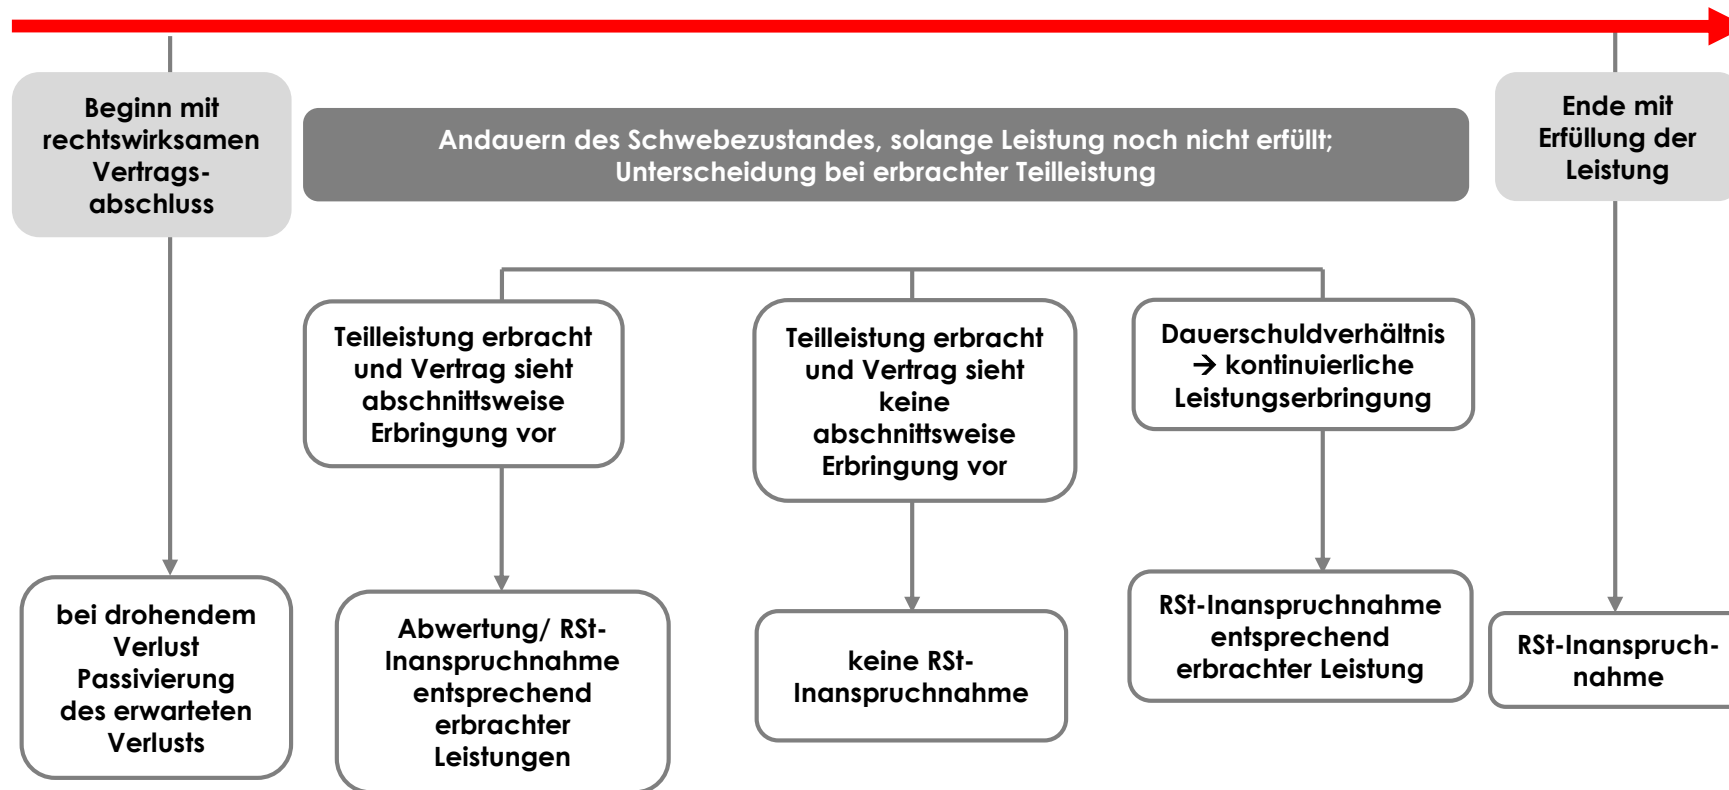 Beginn mit
rechtswirksamen
Vertrags-
abschluss
Andauern des Schwebezustandes, solange Leistung noch nicht erfüllt;
Unterscheidung bei erbrachter Teilleistung
Ende mit
Erfüllung der
Leistung
Teilleistung erbracht
und Vertrag sieht
abschnittsweise
Erbringung vor
Teilleistung erbracht
und Vertrag sieht
keine
abschnittsweise
Erbringung vor
Dauerschuldverhältnis
→ kontinuierliche
Leistungserbringung
bei drohendem
Verlust
Passivierung
des erwarteten
Verlusts
Abwertung/ RSt-
Inanspruchnahme
entsprechend
erbrachter
Leistungen
keine RSt-
Inanspruchnahme
RSt-Inanspruchnahme
entsprechend
erbrachter Leistung
RSt-Inanspruch-
nahme